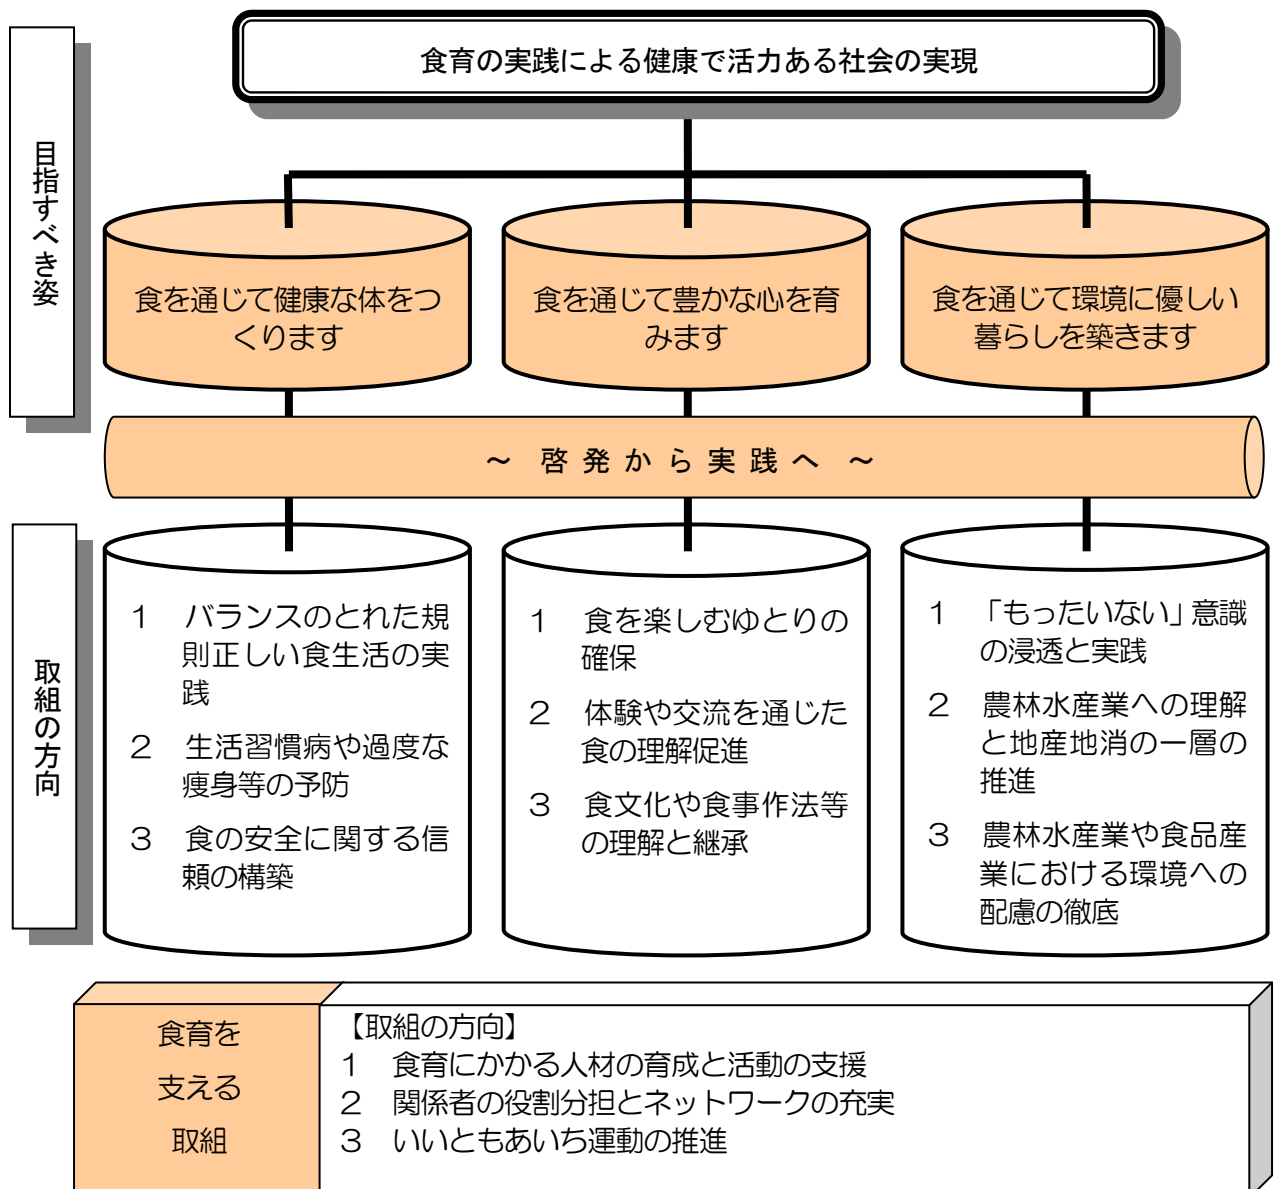 食育の実践による健康で活力ある社会の実現
目指すべき姿
食を通じて健康な体をつ
くります
食を通じて豊かな心を育
みます
食を通じて環境に優しい
暮らしを築きます
～ 啓発から実践へ ～
取組の方向
1 バランスのとれた規
則正しい食生活の実
践
2 生活習慣病や過度な
痩身等の予防
3 食の安全に関する信
頼の構築
1 食を楽しむゆとりの
確保
2 体験や交流を通じた
食の理解促進
3 食文化や食事作法等
の理解と継承
1 「もったいない」意識
の浸透と実践
2 農林水産業への理解
と地産地消の一層の
推進
3 農林水産業や食品産
業における環境への
配慮の徹底
食育を
支える
取組
【取組の方向】
1 食育にかかる人材の育成と活動の支援
2 関係者の役割分担とネットワークの充実
3 いいともあいち運動の推進